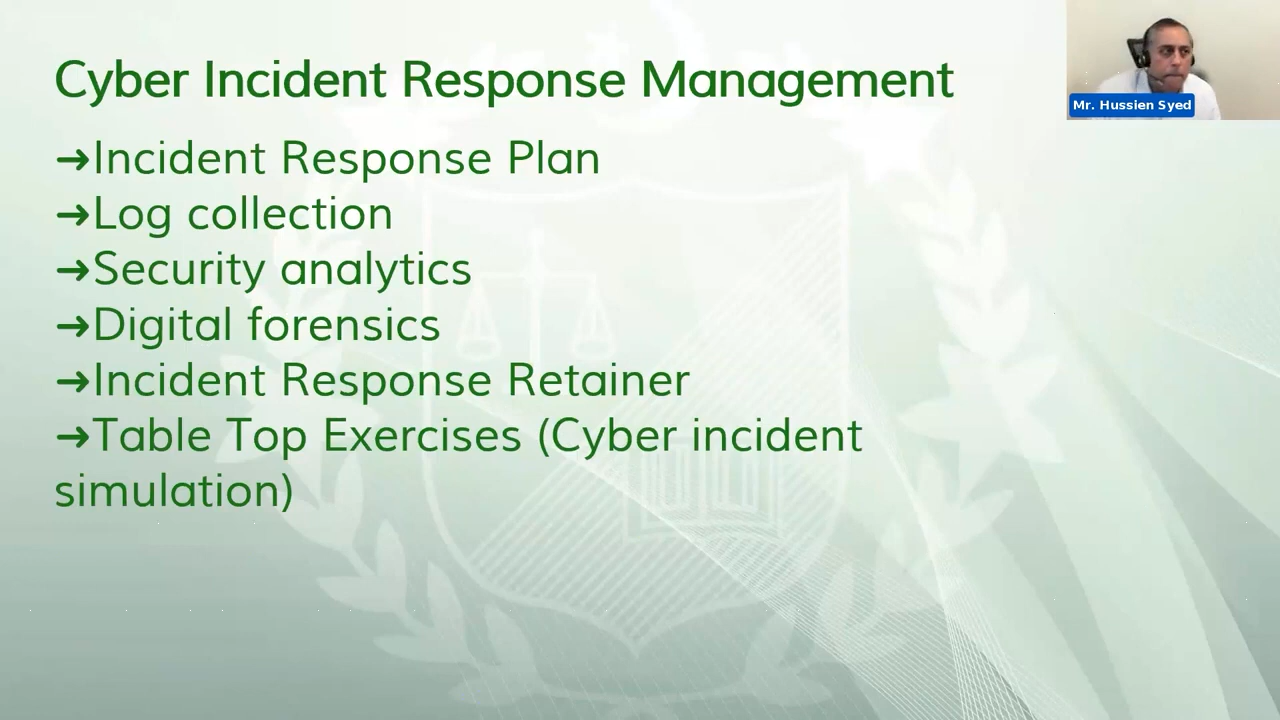 Cyber Incident Response Management
Mr. Hussien Syed
→Incident Response Plan
→Log collection
→Security analytics
→Digital forensics
→Incident Response Retainer
→Table Top Exercises (Cyber incident
simulation)